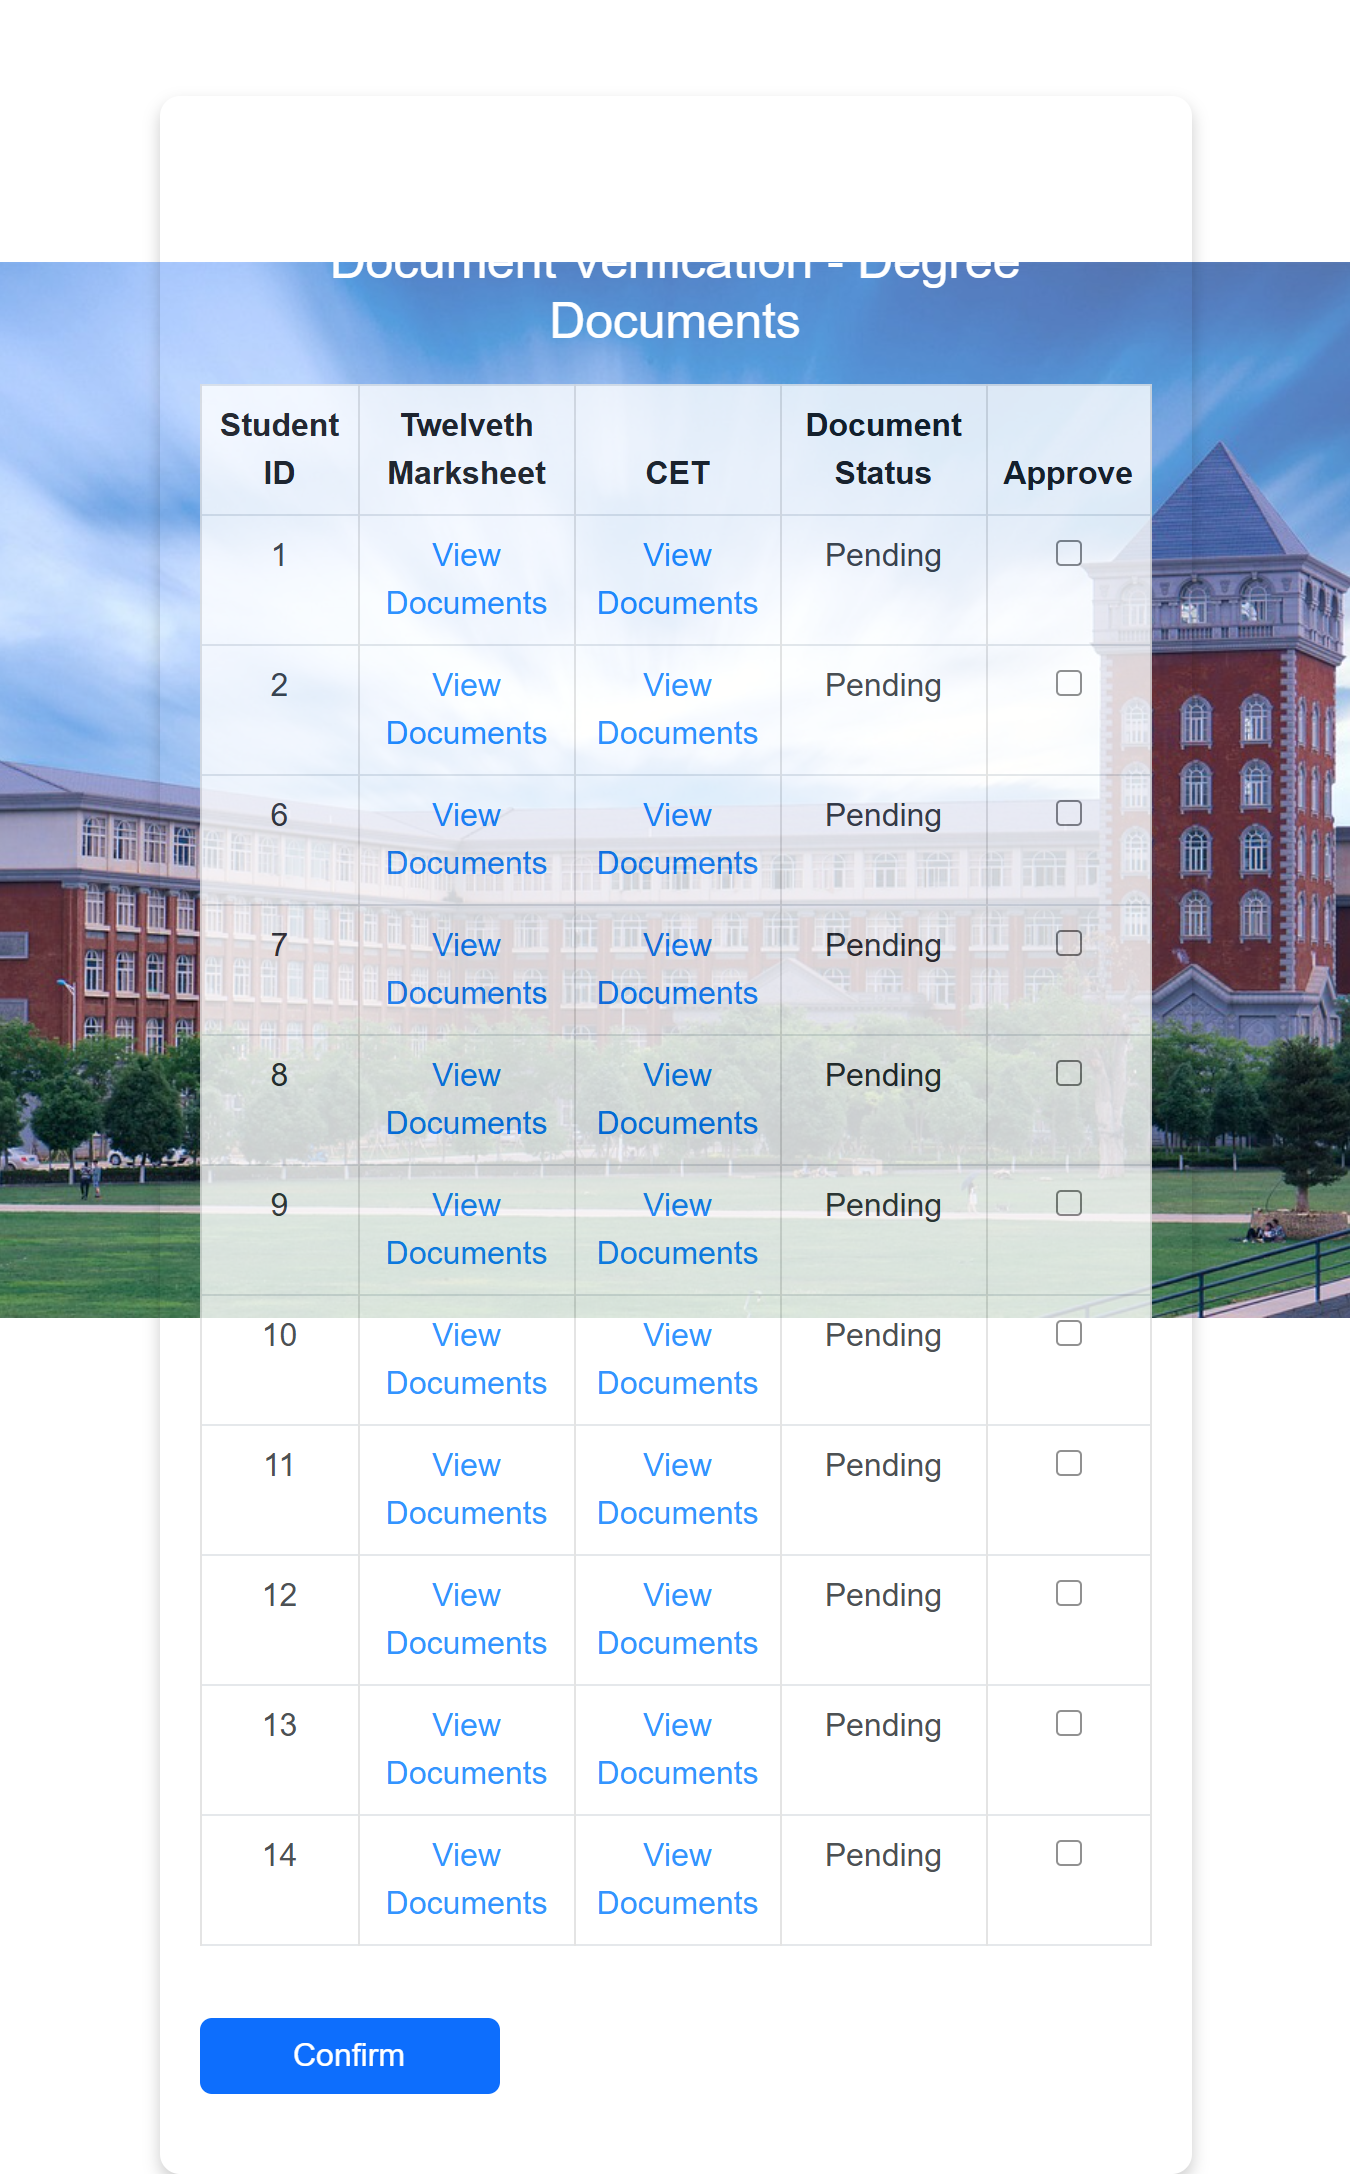 Document Verification - Degree
Documents
Student ID Twelveth Marksheet CET Document Status Approve
1 View Documents View Documents Pending
2 View Documents View Documents Pending
6 View Documents View Documents Pending
7 View Documents View Documents Pending
8 View Documents View Documents Pending
9 View Documents View Documents Pending
10 View Documents View Documents Pending
11 View Documents View Documents Pending
12 View Documents View Documents Pending
13 View Documents View Documents Pending
14 View Documents View Documents Pending
Confirm